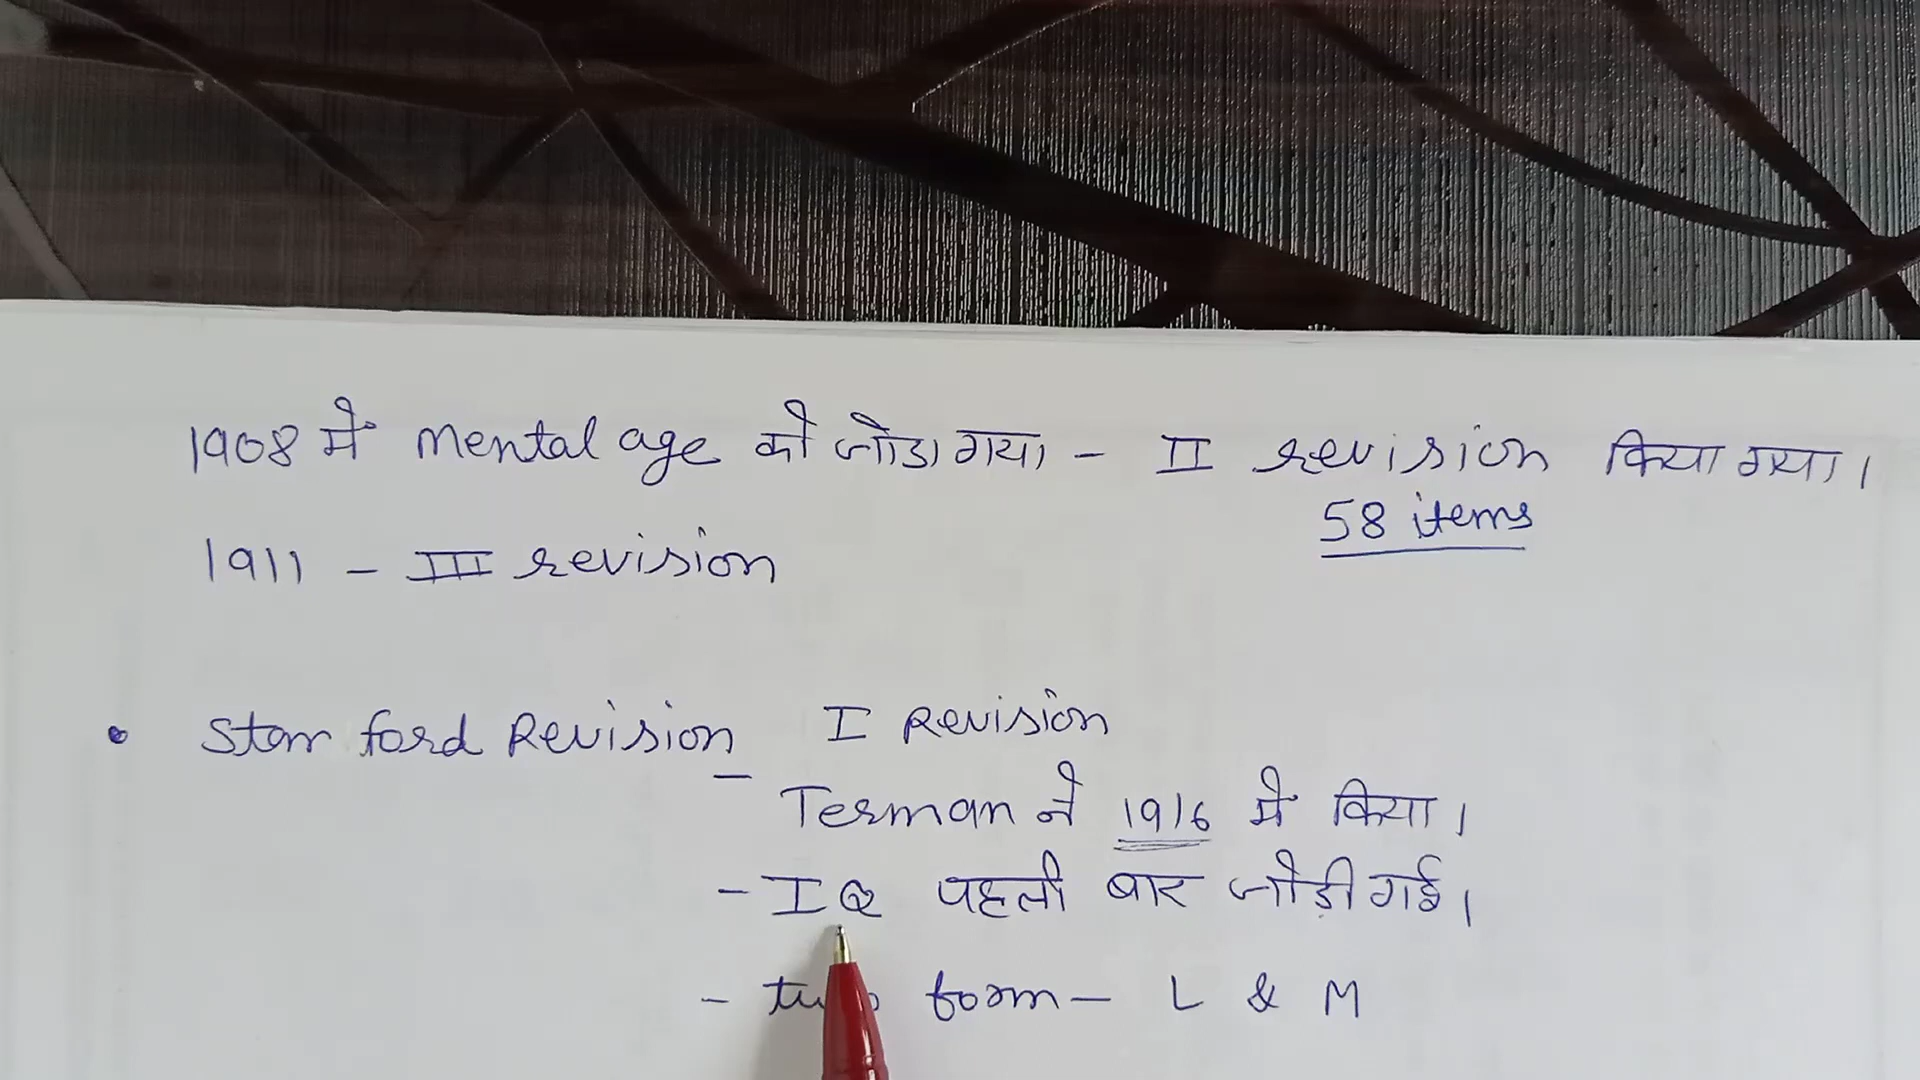 1908 में mental age को जोडा गया - II revision किया गया।
58 items
1911 - III revision
• Stan ford Revision - I Revision
Terman ने 1916 में किया।
- IQ पहली बार जोड़ी गई।
- two form - L & M